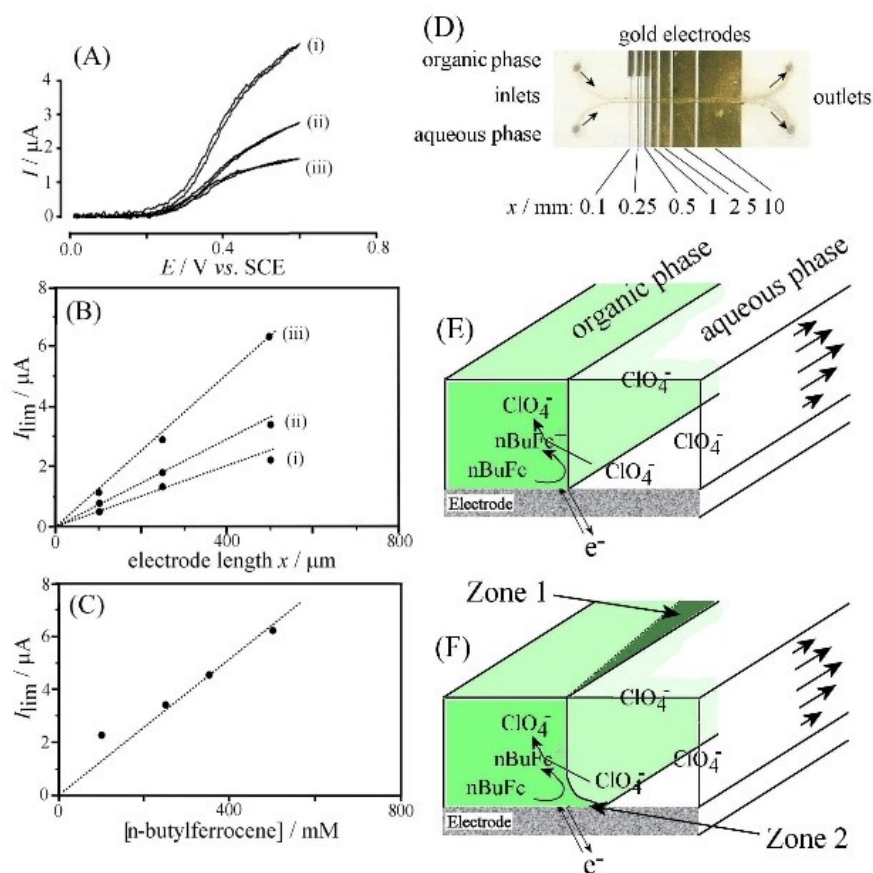 (A)
(i)
(ii)
(iii)
I / μA
4
3
2
1
0
0.0
0.4
0.8
E / V vs. SCE
(B)
(iii)
(ii)
(i)
I lim / μA
8
6
4
2
0
0
400
800
electrode length x / μm
(C)
I lim / μA
8
6
4
2
0
0
400
800
[n-butylferrocene] / mM
(D)
gold electrodes
organic phase
inlets
outlets
aqueous phase
x / mm: 0.1 0.25 0.5 1 2 5 10
(E)
organic phase
aqueous phase
ClO4-
ClO4-
ClO4-
nBuFc+
ClO4-
nBuFc
Electrode
e-
(F)
Zone 1
ClO4-
ClO4-
ClO4-
nBuFc+
ClO4-
nBuFc
Electrode
Zone 2
e-